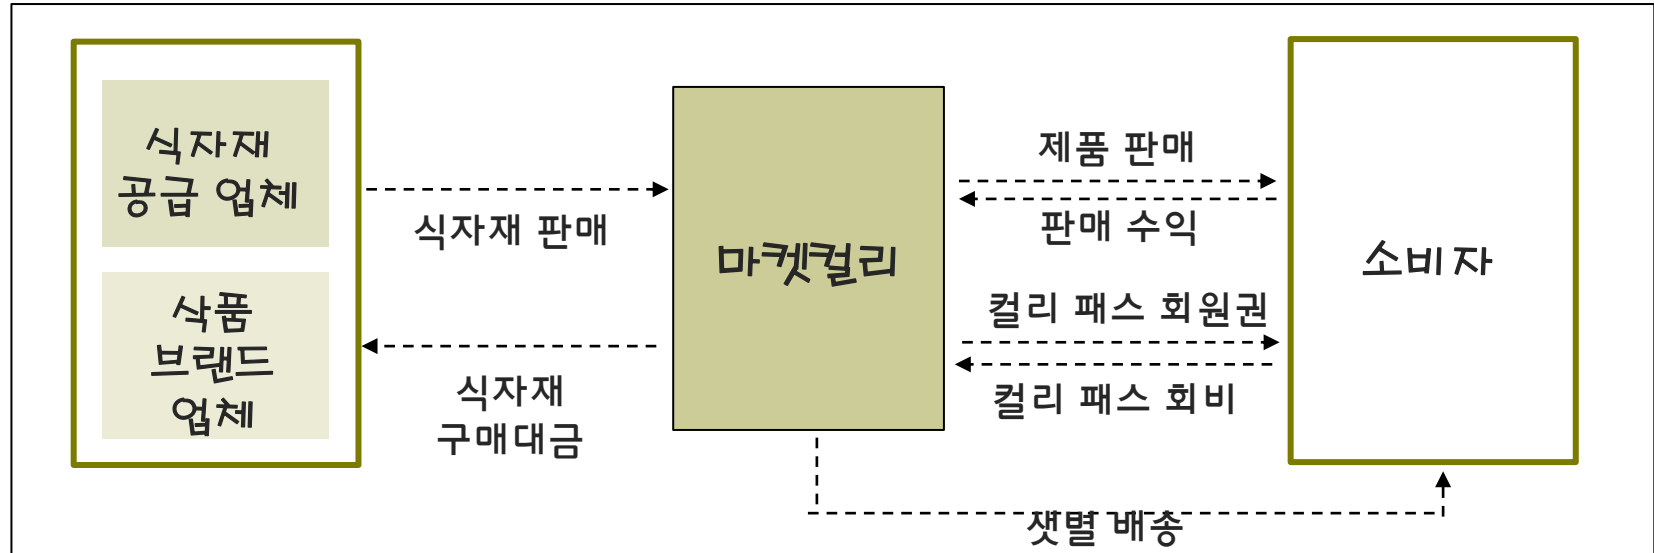 식자재
공급 업체
식자재 판매
삭품
브랜드
업체
식자재
구매대금
마켓컬리
제품 판매
판매 수익
컬리 패스 회원권
컬리 패스 회비
소비자
샛별 배송